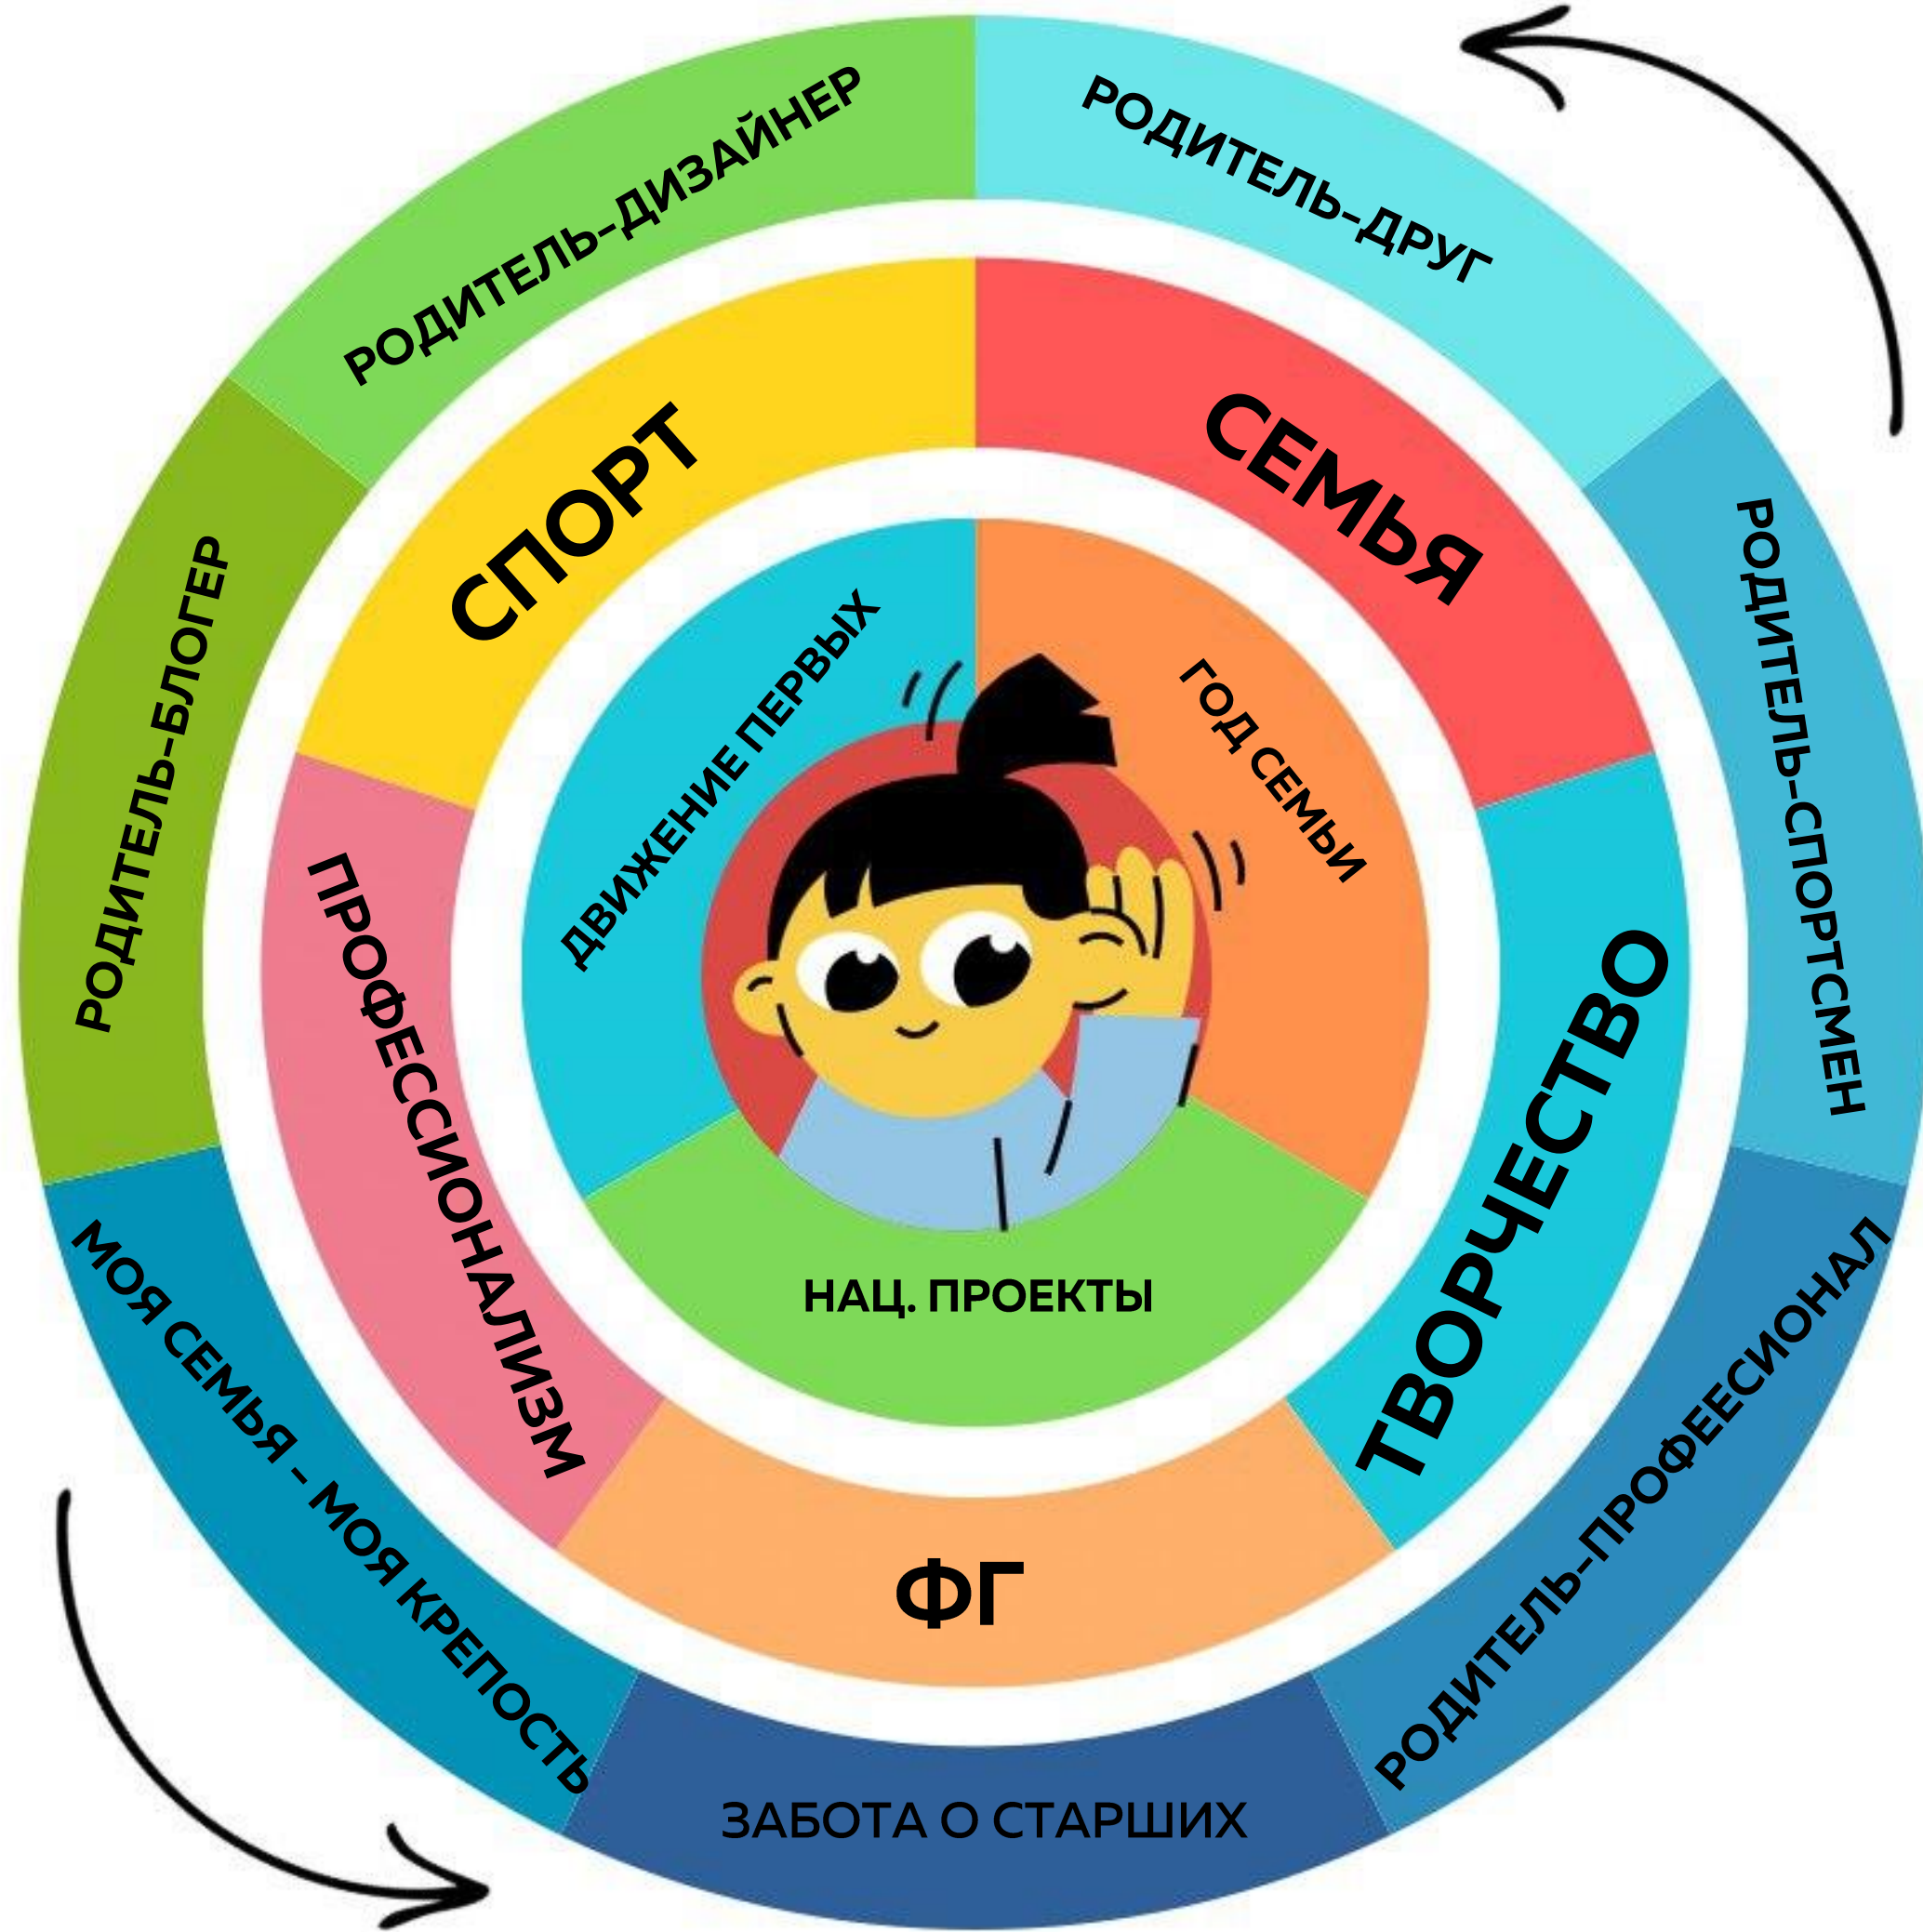 РОДИТЕЛЬ-ДРУГ
РОДИТЕЛЬ-СПОРТСМЕН
РОДИТЕЛЬ-ПРОФЕЕСИОНАЛ
ЗАБОТА О СТАРШИХ
МОЯ СЕМЬЯ - МОЯ КРЕПОСТЬ
РОДИТЕЛЬ-БЛОГЕР
РОДИТЕЛЬ-ДИЗАЙНЕР
СЕМЬЯ
ТВОРЧЕСТВО
ФГ
ПРОФЕССИОНАЛИЗМ
СПОРТ
ГОД СЕМЬИ
НАЦ. ПРОЕКТЫ
ДВИЖЕНИЕ ПЕРВЫХ